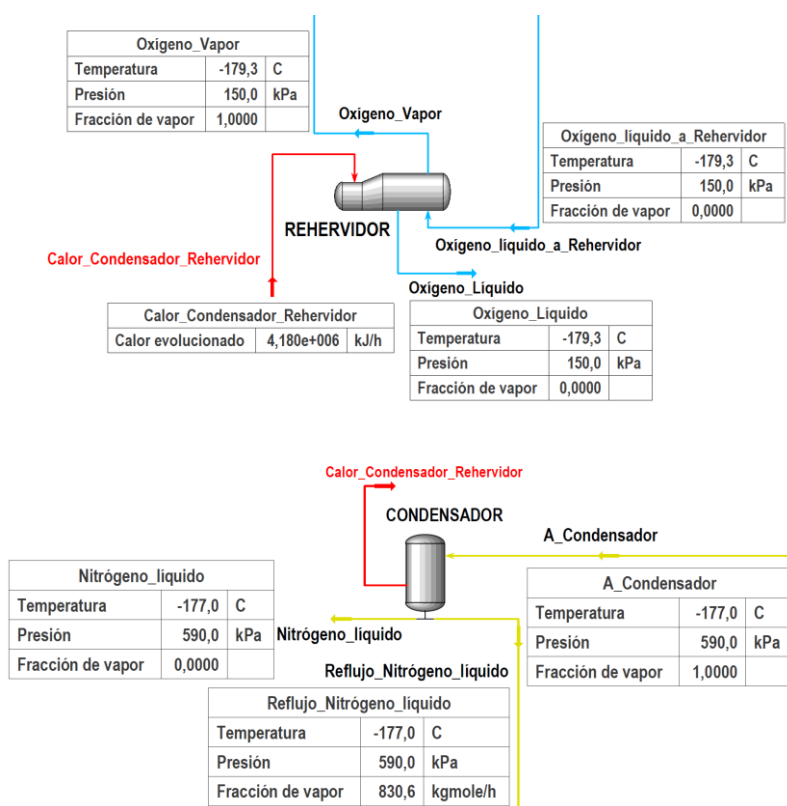 Oxígeno_Vapor
Temperatura -179,3 C
Presión 150,0 kPa
Fracción de vapor 1,0000
Oxígeno_Vapor
Oxígeno_líquido_a_Rehervidor
Temperatura -179,3 C
Presión 150,0 kPa
Fracción de vapor 0,0000
REHERVIDOR
Oxígeno_líquido_a_Rehervidor
Calor_Condensador_Rehervidor
Oxígeno_Líquido
Calor_Condensador_Rehervidor
Calor evolucionado 4,180e+006 kJ/h
Oxígeno_Líquido
Temperatura -179,3 C
Presión 150,0 kPa
Fracción de vapor 0,0000
Calor_Condensador_Rehervidor
CONDENSADOR
A_Condensador
Nitrógeno_líquido
Temperatura -177,0 C
Presión 590,0 kPa
Fracción de vapor 0,0000
A_Condensador
Temperatura -177,0 C
Presión 590,0 kPa
Fracción de vapor 1,0000
Nitrógeno_líquido
Reflujo_Nitrógeno_líquido
Reflujo_Nitrógeno_líquido
Temperatura -177,0 C
Presión 590,0 kPa
Fracción de vapor 830,6 kgmole/h